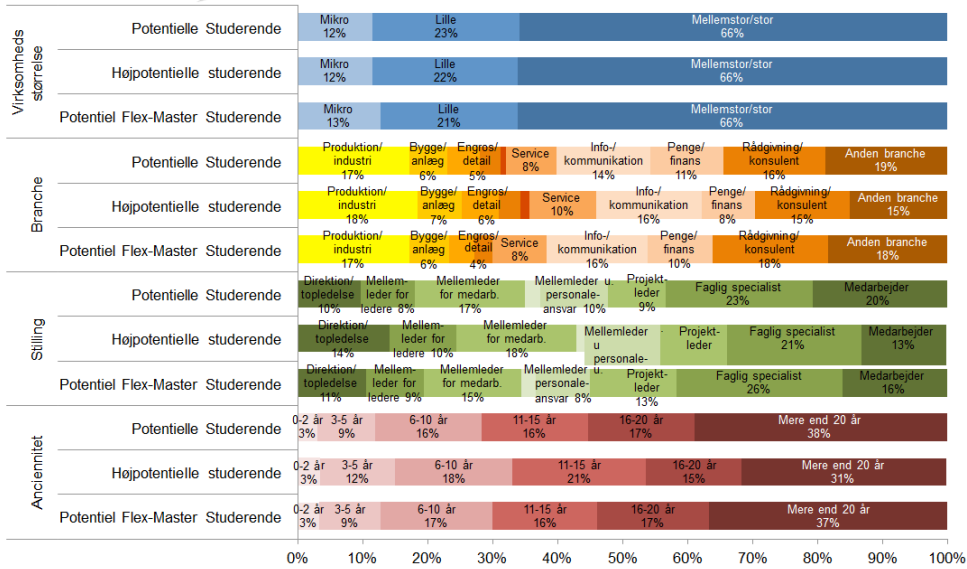 Virksomheds
størrelse
Potentielle Studerende
Mikro
12%
Lille
23%
Mellemstor/stor
66%
Højpotentielle studerende
Mikro
12%
Lille
22%
Mellemstor/stor
66%
Potentiel Flex-Master Studerende
Mikro
13%
Lille
21%
Mellemstor/stor
66%
Branche
Potentielle Studerende
Produktion/
industri
17%
Bygge/
anlæg
6%
Engros/
detail
5%
Service
8%
Info-/
kommunikation
14%
Penge/
finans
11%
Rådgivning/
konsulent
16%
Anden branche
19%
Højpotentielle studerende
Produktion/
industri
18%
Bygge/
anlæg
7%
Engros/
detail
6%
Service
10%
Info-/
kommunikation
16%
Penge/
finans
8%
Rådgivning/
konsulent
15%
Anden branche
15%
Potentiel Flex-Master Studerende
Produktion/
industri
17%
Bygge/
anlæg
6%
Engros/
detail
4%
Service
8%
Info-/
kommunikation
16%
Penge/
finans
10%
Rådgivning/
konsulent
18%
Anden branche
18%
Stilling
Potentielle Studerende
Direktion/
topledelse
10%
Mellem-
leder for
ledere 8%
Mellemleder
for medarb.
17%
Mellemleder u.
personale-
ansvar 10%
Projekt-
leder
9%
Faglig specialist
23%
Medarbejder
20%
Højpotentielle studerende
Direktion/
topledelse
14%
Mellem-
leder for
ledere 10%
Mellemleder
for medarb.
18%
Mellemleder
u
personale-
Projekt-
leder
Faglig specialist
21%
Medarbejder
13%
Potentiel Flex-Master Studerende
Direktion/
topledelse
11%
Mellem-
leder for
ledere 9%
Mellemleder
for medarb.
15%
Mellemleder u.
personale-
ansvar 8%
Projekt-
leder
13%
Faglig specialist
26%
Medarbejder
16%
Anciennitet
Potentielle Studerende
0-2 år
3%
3-5 år
9%
6-10 år
16%
11-15 år
16%
16-20 år
17%
Mere end 20 år
38%
Højpotentielle studerende
0-2 år
3%
3-5 år
12%
6-10 år
18%
11-15 år
21%
16-20 år
15%
Mere end 20 år
31%
Potentiel Flex-Master Studerende
0-2 år
3%
3-5 år
9%
6-10 år
17%
11-15 år
16%
16-20 år
17%
Mere end 20 år
37%
0% 10% 20% 30% 40% 50% 60% 70% 80% 90% 100%